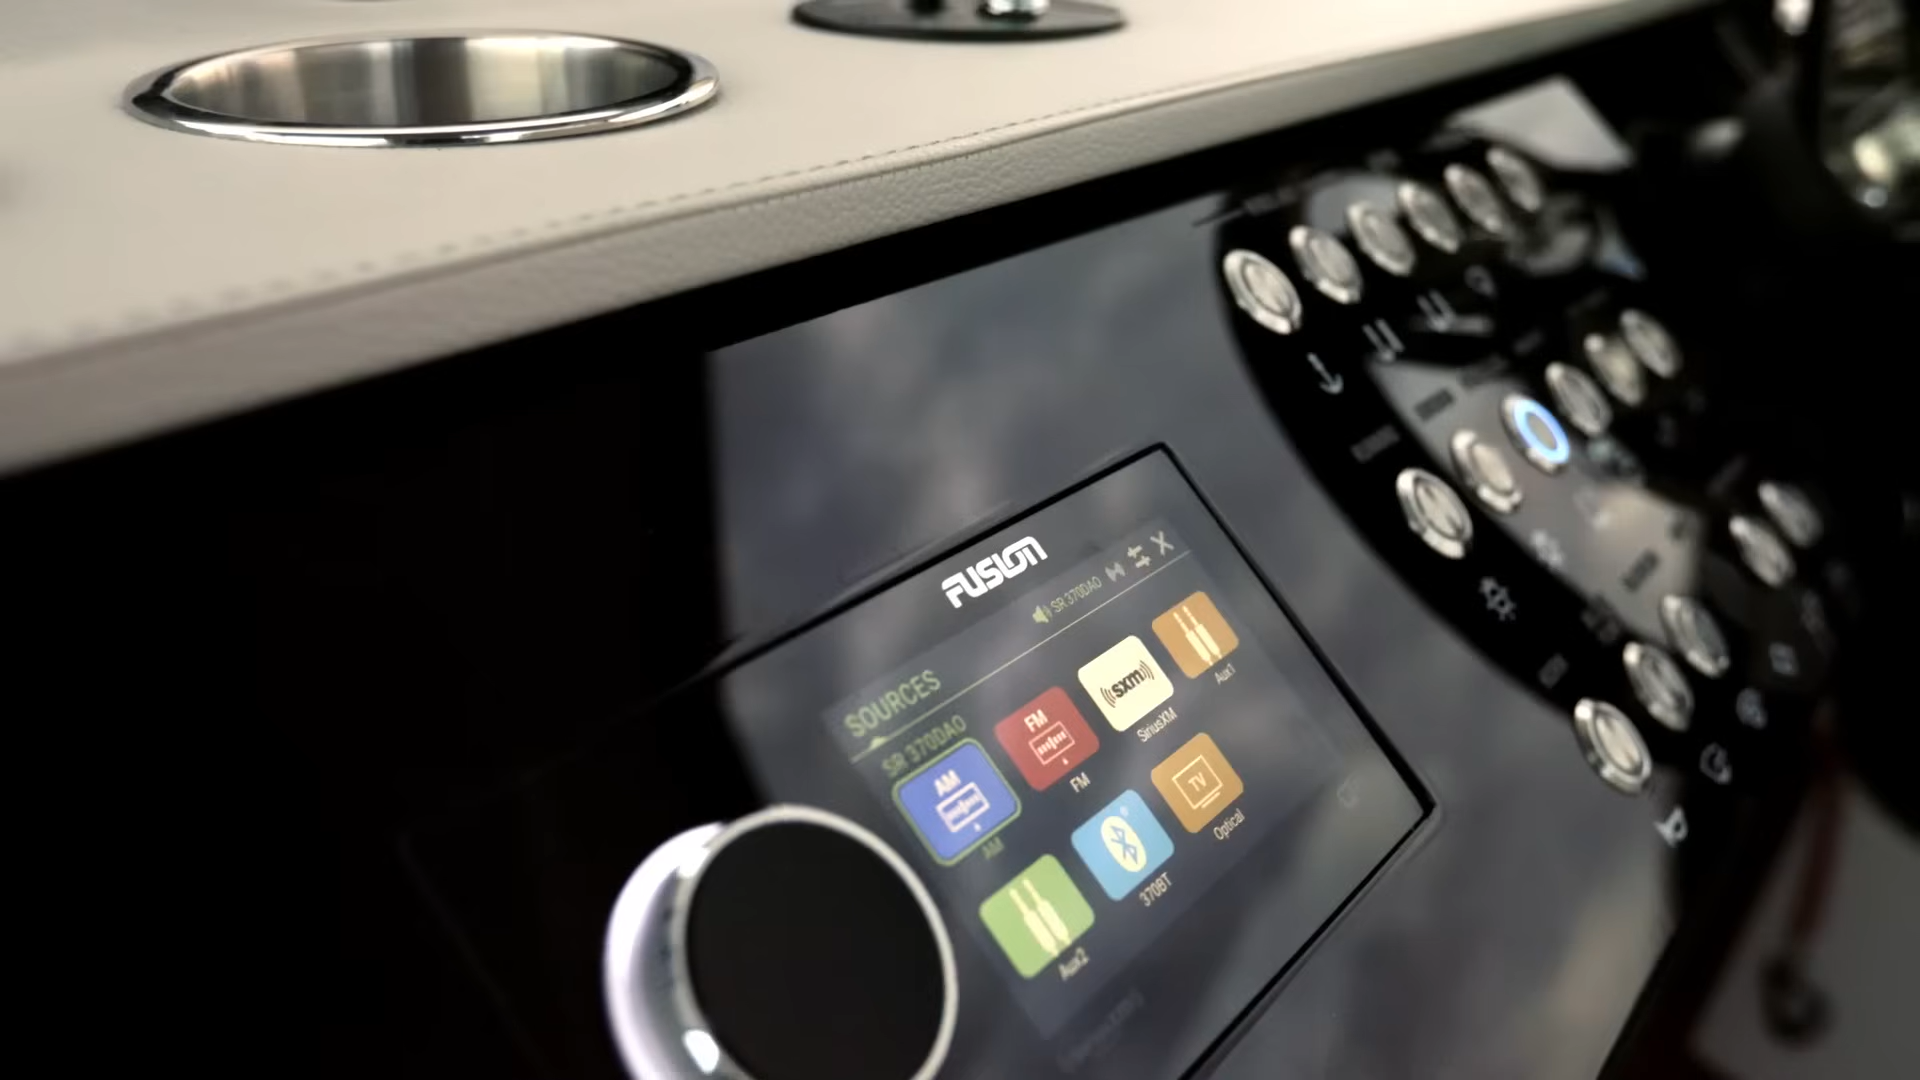 FUSION
SR 370DAO
SOURCES
SR 370DAO
AM
AM
FM
FM
sxm
SiriusXM
Aux1
Aux2
370BT
TV
Optical